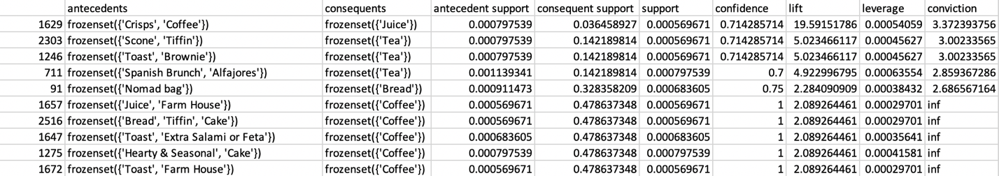 antecedents consequents antecedent support consequent support support confidence lift leverage conviction
1629 frozenset({'Crisps', 'Coffee'}) frozenset({'Juice'}) 0.000797539 0.036458927 0.000569671 0.714285714 19.59151786 0.00054059 3.372393756
2303 frozenset({'Scone', 'Tiffin'}) frozenset({'Tea'}) 0.000797539 0.142189814 0.000569671 0.714285714 5.023466117 0.00045627 3.00233565
1246 frozenset({'Toast', 'Brownie'}) frozenset({'Tea'}) 0.000797539 0.142189814 0.000569671 0.714285714 5.023466117 0.00045627 3.00233565
711 frozenset({'Spanish Brunch', 'Alfajores'}) frozenset({'Tea'}) 0.001139341 0.142189814 0.000797539 0.7 4.922996795 0.00063554 2.859367286
91 frozenset({'Nomad bag'}) frozenset({'Bread'}) 0.000911473 0.328358209 0.000683605 0.75 2.284090909 0.00038432 2.686567164
1657 frozenset({'Juice', 'Farm House'}) frozenset({'Coffee'}) 0.000569671 0.478637348 0.000569671 1 2.089264461 0.00029701 inf
2516 frozenset({'Bread', 'Tiffin', 'Cake'}) frozenset({'Coffee'}) 0.000569671 0.478637348 0.000569671 1 2.089264461 0.00029701 inf
1647 frozenset({'Toast', 'Extra Salami or Feta'}) frozenset({'Coffee'}) 0.000683605 0.478637348 0.000683605 1 2.089264461 0.00035641 inf
1275 frozenset({'Hearty & Seasonal', 'Cake'}) frozenset({'Coffee'}) 0.000797539 0.478637348 0.000797539 1 2.089264461 0.00041581 inf
1672 frozenset({'Toast', 'Farm House'}) frozenset({'Coffee'}) 0.000569671 0.478637348 0.000569671 1 2.089264461 0.00029701 inf